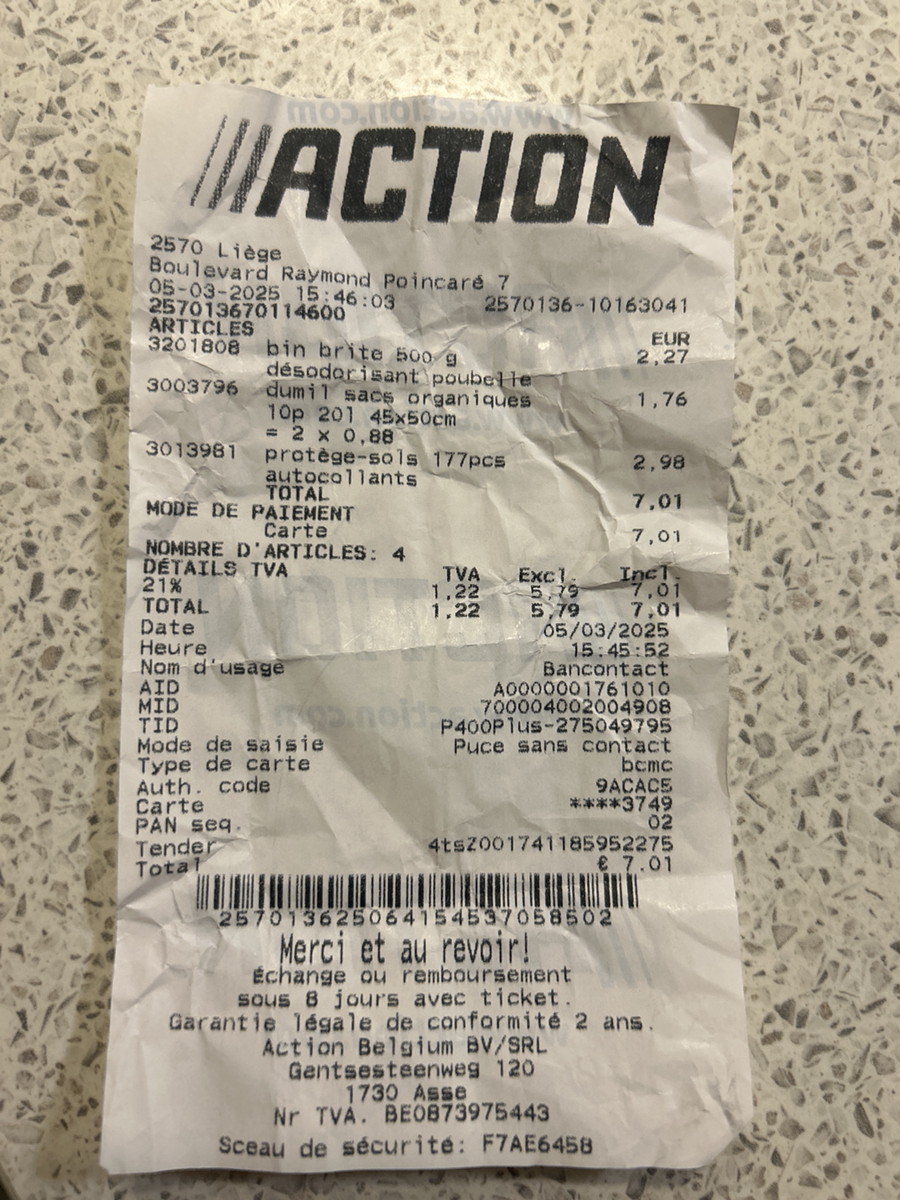 ACTION
2570 Liège
Boulevard Raymond Poincaré 7
05-03-2025 15:46:03 2570136-10163041
257013670114600
ARTICLES EUR
3201808 bin brite 500 g 2,27
désodorisant poubelle
3003796 dumil sacs organiques 1,76
10p 20l 45x50cm
= 2 x 0,88
3013981 protège-sols 177pcs 2,98
autocollants
TOTAL 7,01
MODE DE PAIEMENT
Carte 7,01
NOMBRE D'ARTICLES: 4
DÉTAILS TVA TVA Excl. Incl.
21% 1,22 5,79 7,01
TOTAL 1,22 5,79 7,01
Date 05/03/2025
Heure 15:45:52
Nom d'usage Bancontact
AID A0000001761010
MID 700004002004908
TID P400Plus-275049795
Mode de saisie Puce sans contact
Type de carte bcmc
Auth. code 9ACAC5
Carte ****3749
PAN seq. 02
Tender 4tsZ001741185952275
Total € 7.01
2570136250641545370585​02
Merci et au revoir!
Échange ou remboursement
sous 8 jours avec ticket.
Garantie légale de conformité 2 ans.
Action Belgium BV/SRL
Gentsesteenweg 120
1730 Asse
Nr TVA. BE0873975443
Sceau de sécurité: F7AE6458